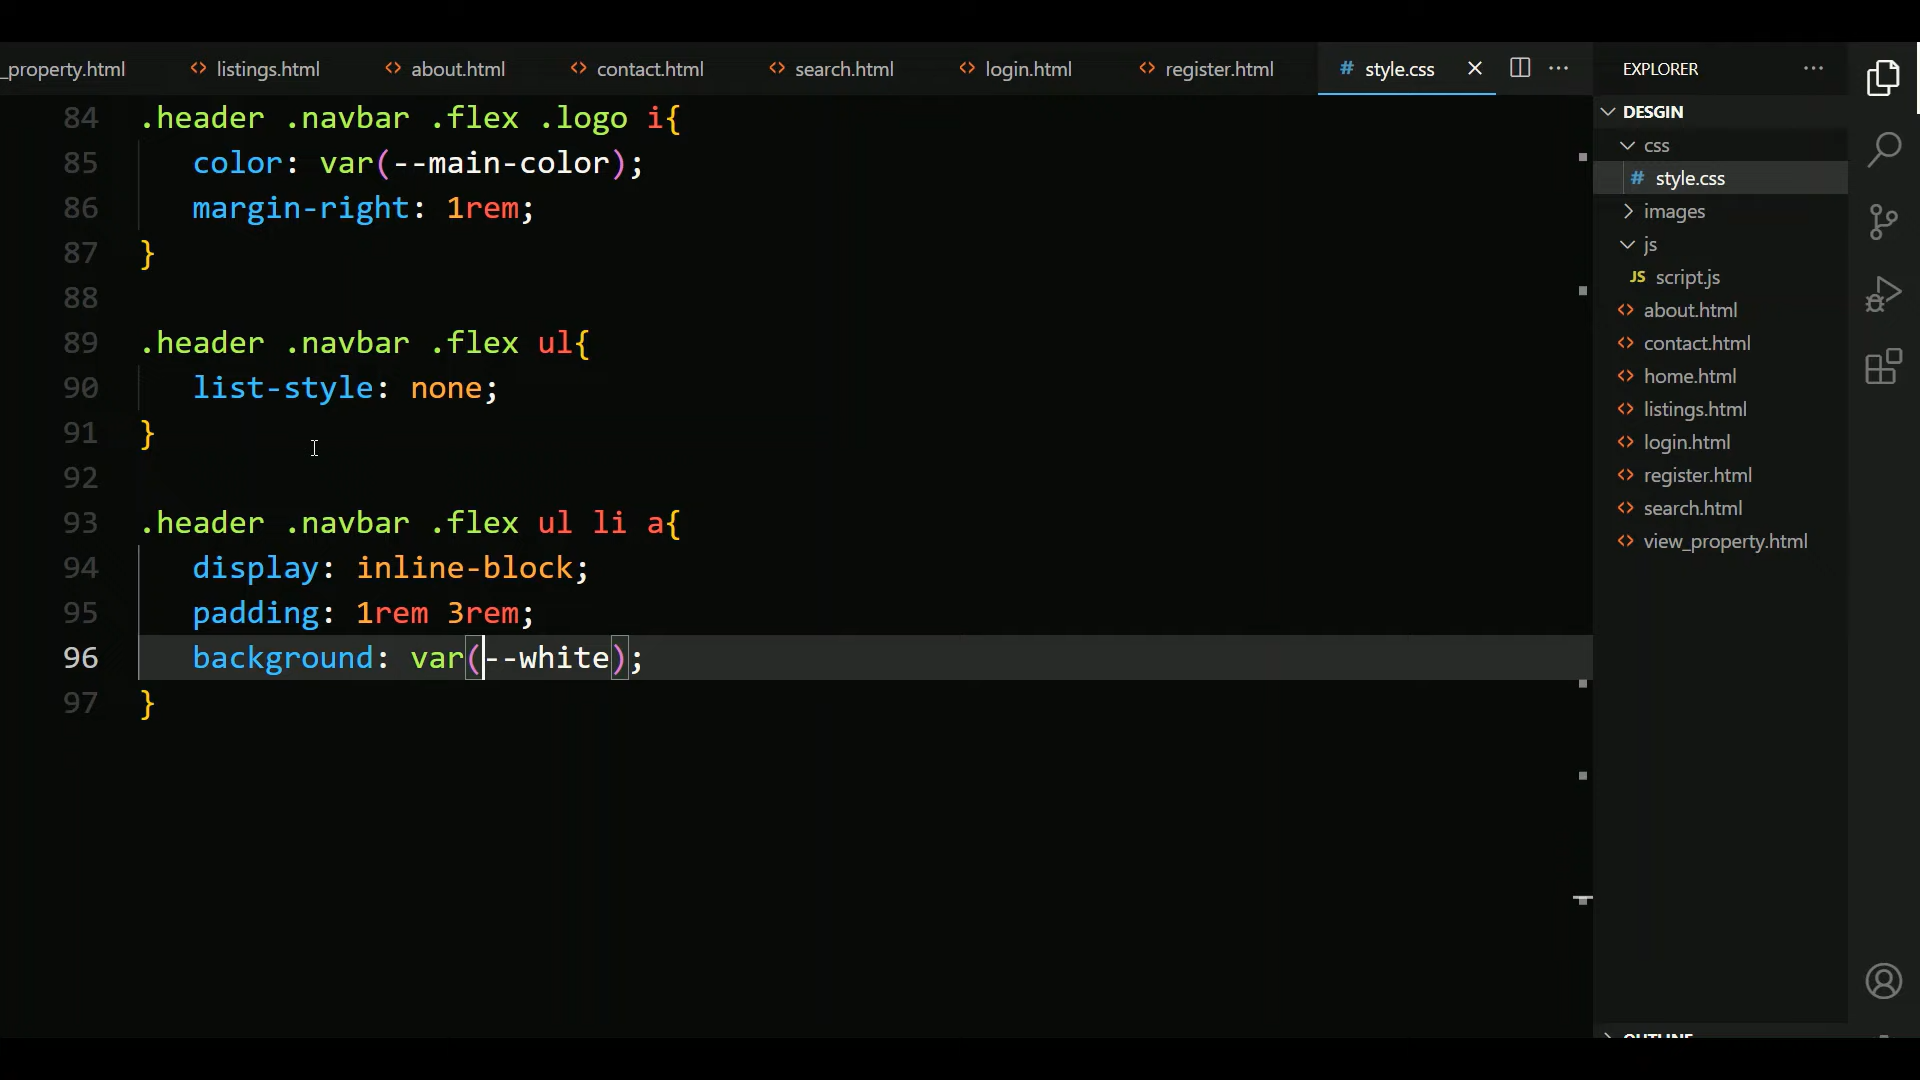 _property.html
listings.html
about.html
contact.html
search.html
login.html
register.html
# style.css
EXPLORER
84 .header .navbar .flex .logo i{
85 color: var(--main-color);
86 margin-right: 1rem;
87 }
88
89 .header .navbar .flex ul{
90 list-style: none;
91 }
92
93 .header .navbar .flex ul li a{
94 display: inline-block;
95 padding: 1rem 3rem;
96 background: var(--white);
97 }
DESGIN
css
# style.css
images
js
JS script.js
about.html
contact.html
home.html
listings.html
login.html
register.html
search.html
view_property.html
OUTLINE